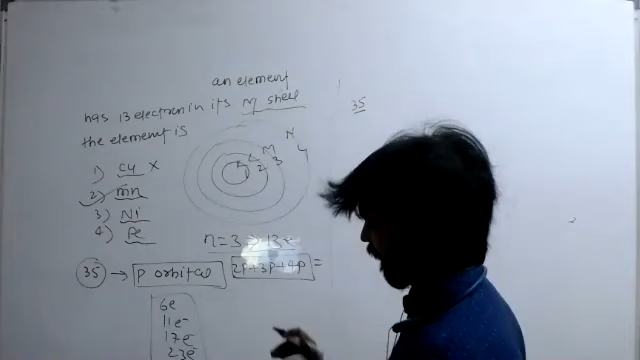 an element
has 13 electron in its M shell
the element is
35
1) Cu ×
2) mn
3) Ni
4) Fe
K L M N
1 2 3 4
n=3 → 13e
35 → P orbital
2p+3p+4p =
6e
11e-
17e-
23e